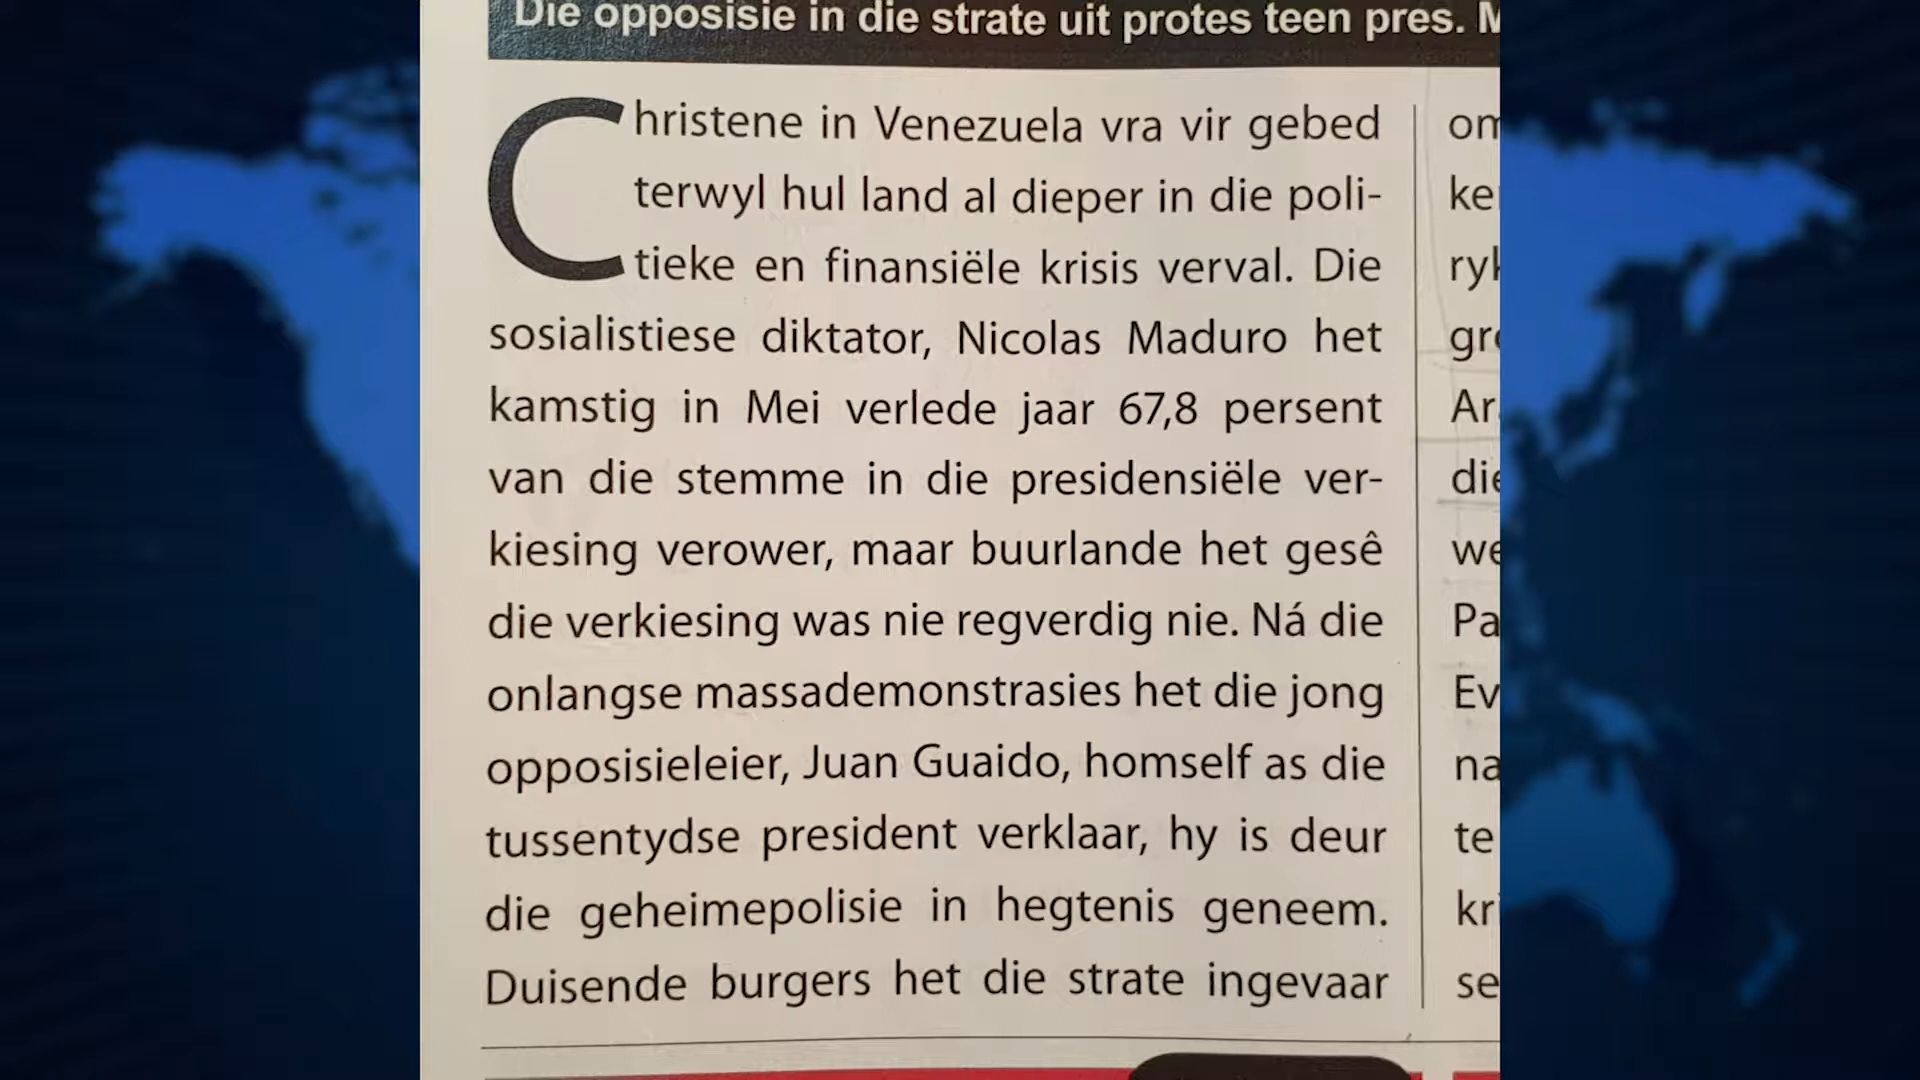 Die opposisie in die strate uit protes teen pres.
Christene in Venezuela vra vir gebed
terwyl hul land al dieper in die poli-
tieke en finansiële krisis verval. Die
sosialistiese diktator, Nicolas Maduro het
kamstig in Mei verlede jaar 67,8 persent
van die stemme in die presidensiële ver-
kiesing verower, maar buurlande het gesê
die verkiesing was nie regverdig nie. Ná die
onlangse massademonstrasies het die jong
opposisieleier, Juan Guaido, homself as die
tussentydse president verklaar, hy is deur
die geheimepolisie in hegtenis geneem.
Duisende burgers het die strate ingevaar